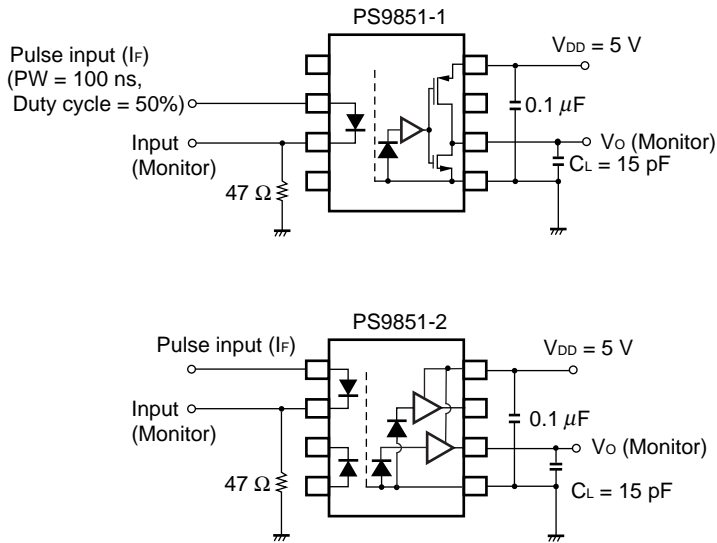 PS9851-1
Pulse input (IF)
(PW = 100 ns,
Duty cycle = 50%)
Input
(Monitor)
47 Ω
VDD = 5 V
0.1 μF
VO (Monitor)
CL = 15 pF
PS9851-2
Pulse input (IF)
Input
(Monitor)
47 Ω
VDD = 5 V
0.1 μF
VO (Monitor)
CL = 15 pF